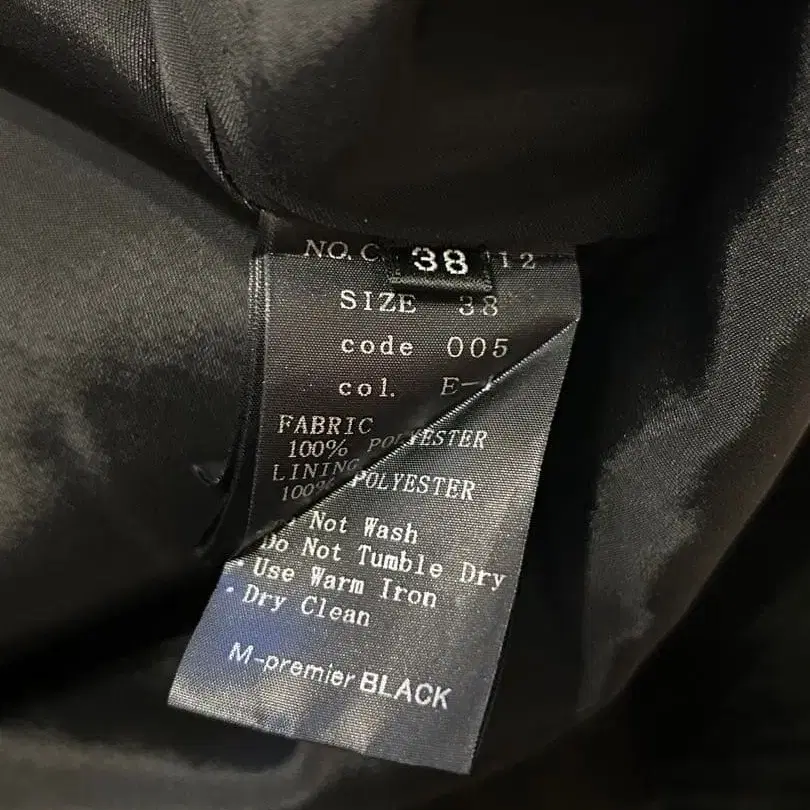 NO. C 38 12
SIZE 38
code 005
col. E-
FABRIC
100% POLYESTER
LINING
100% POLYESTER
Not Wash
Do Not Tumble Dry
・Use Warm Iron
・Dry Clean
M-premier BLACK